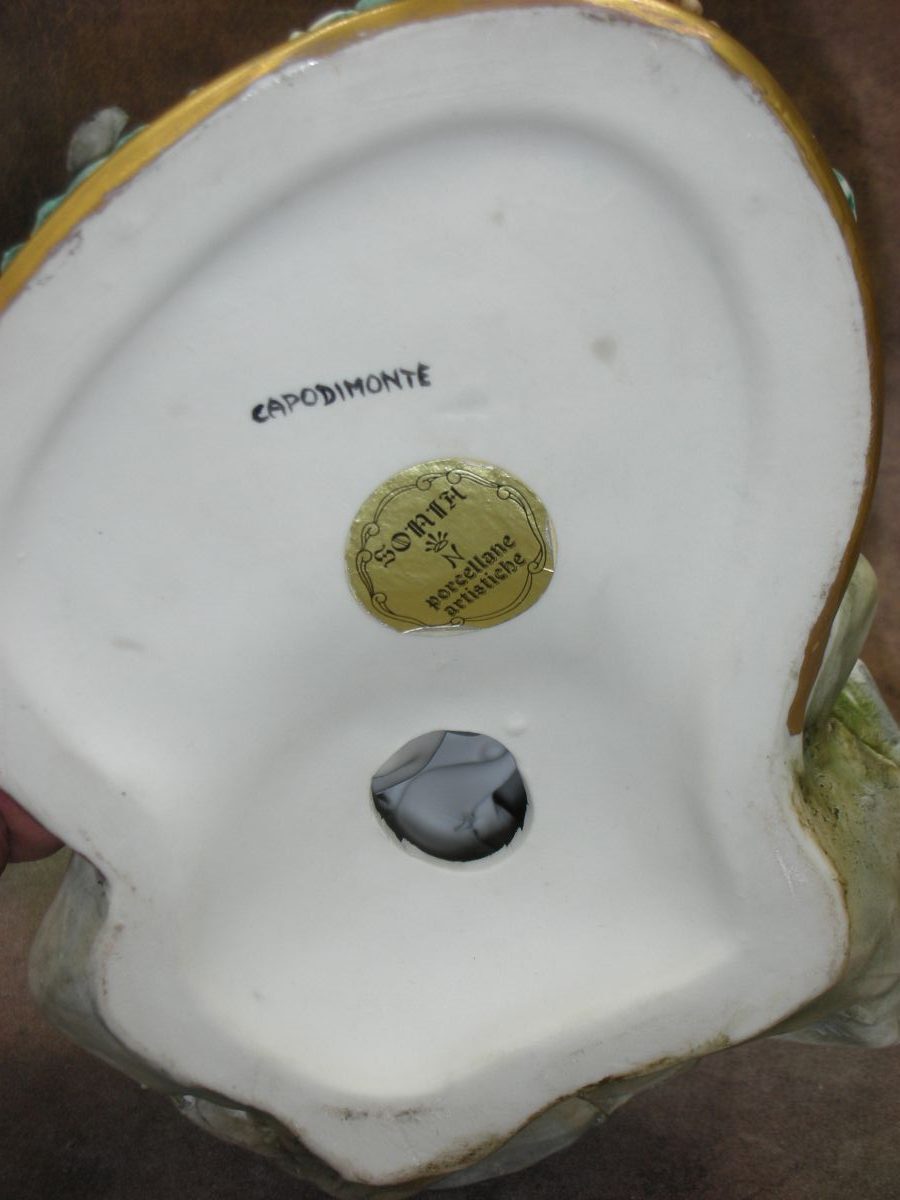 CAPODIMONTE
SONIA
N
porcellane
artistiche